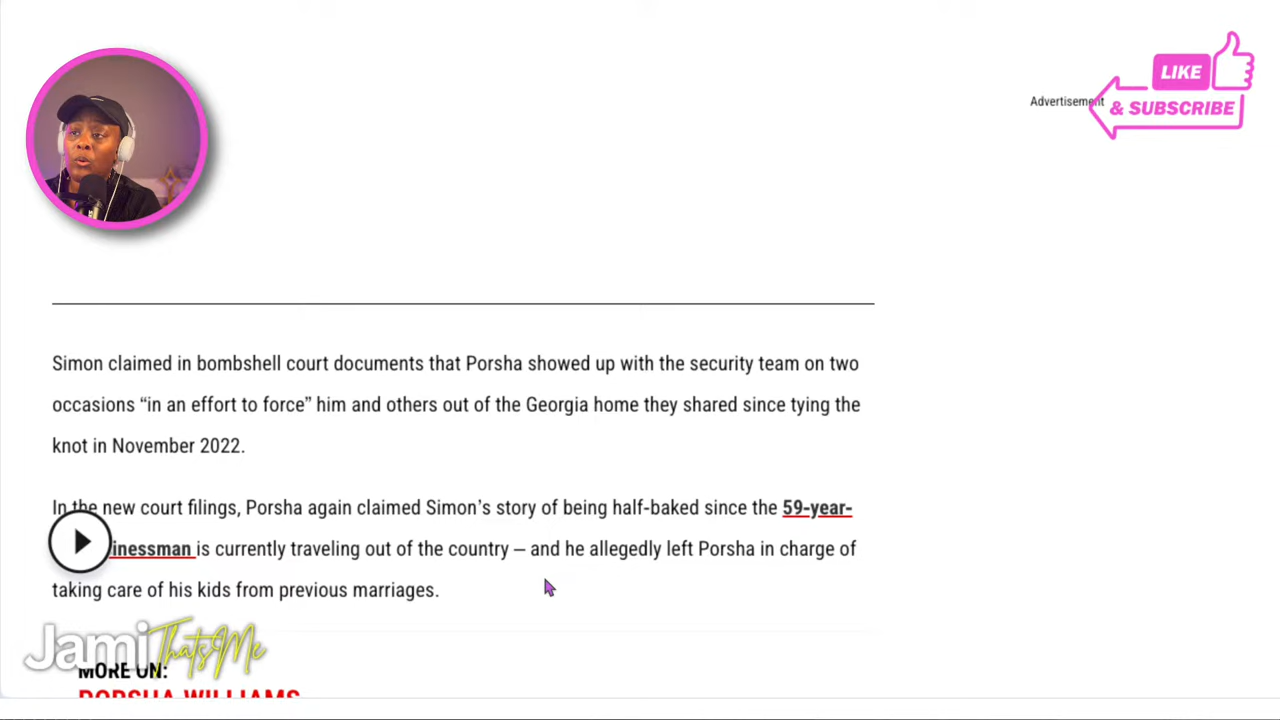 LIKE
Advertisement
& SUBSCRIBE
Simon claimed in bombshell court documents that Porsha showed up with the security team on two
occasions “in an effort to force” him and others out of the Georgia home they shared since tying the
knot in November 2022.
In the new court filings, Porsha again claimed Simon’s story of being half-baked since the 59-year-
inessman is currently traveling out of the country – and he allegedly left Porsha in charge of
taking care of his kids from previous marriages.
Jami ThatsMe
MORE ON:
PORSHA WILLIAMS